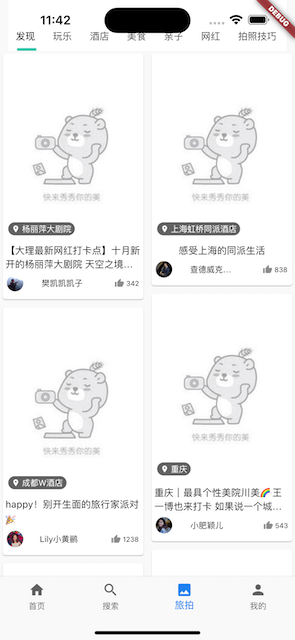 11:42
DEBUG
发现 玩乐 酒店 美食 亲子 网红 拍照技巧
快来秀秀你的美
杨丽萍大剧院
【大理最新网红打卡点】十月新
开的杨丽萍大剧院 天空之境...
樊凯凯凯子 342
快来秀秀你的美
上海虹桥同派酒店
感受上海的同派生活
查德威克... 838
快来秀秀你的美
成都W酒店
happy！别开生面的旅行家派对
🎉
Lily小黄鹂 1238
快来秀秀你的美
重庆
重庆｜最具个性美院川美🌈 王
一博也来打卡 如果说一个城...
小肥颖儿 543
首页 搜索 旅拍 我的